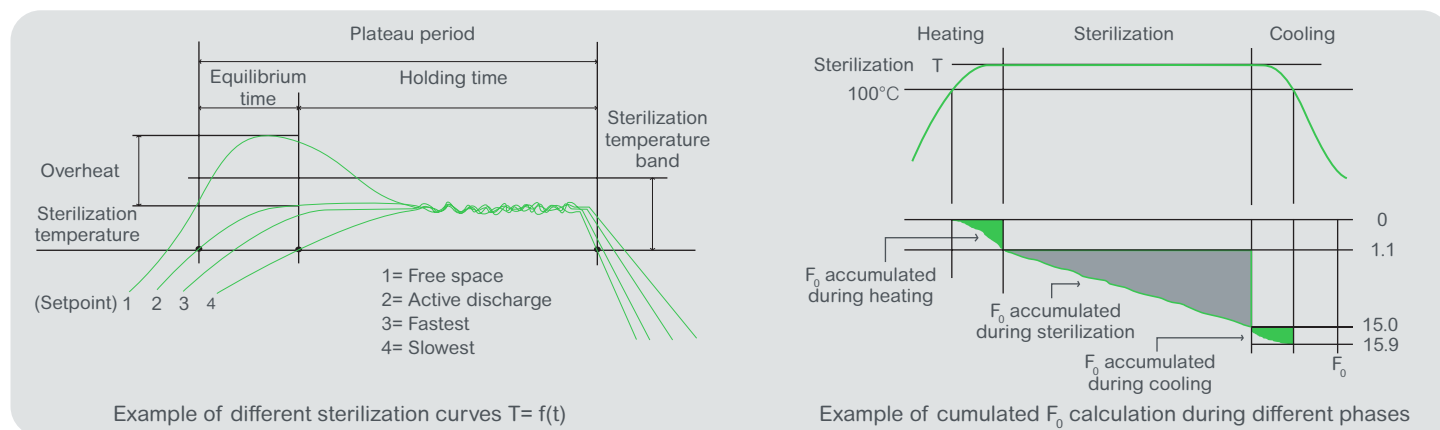 Plateau period
Equilibrium
time
Holding time
Sterilization
temperature
band
Overheat
Sterilization
temperature
(Setpoint) 1 2 3 4
1= Free space
2= Active discharge
3= Fastest
4= Slowest
Example of different sterilization curves T= f(t)
Heating Sterilization Cooling
Sterilization T
100°C
0
1.1
F₀ accumulated
during heating
F₀ accumulated
during sterilization
F₀ accumulated
during cooling
15.0
15.9
F₀
Example of cumulated F₀ calculation during different phases